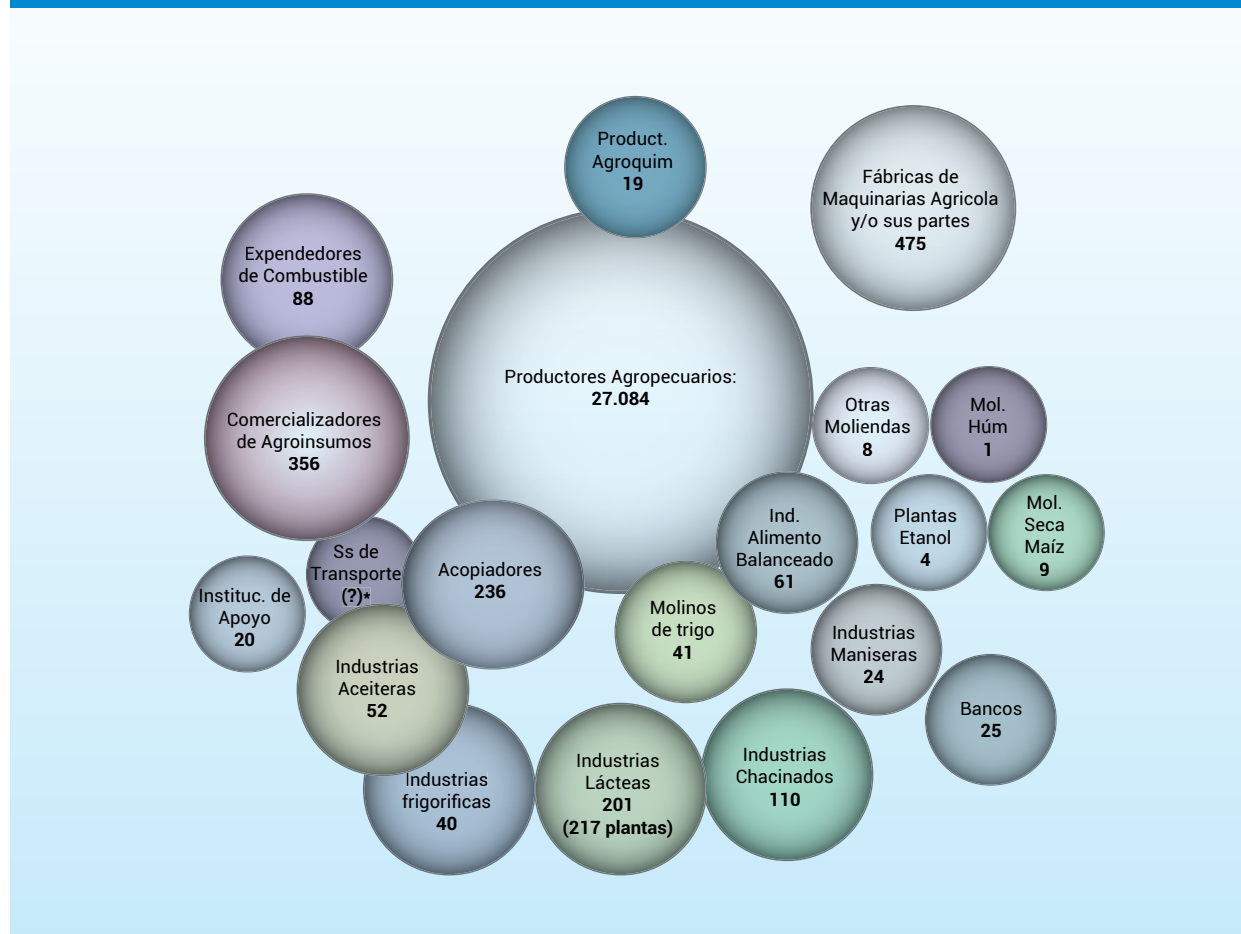 Product.
Agroquim
19
Fábricas de
Maquinarias Agricola
y/o sus partes
475
Expendedores
de Combustible
88
Productores Agropecuarios:
27.084
Comercializadores
de Agroinsumos
356
Otras
Moliendas
8
Mol.
Húm
1
Ind.
Alimento
Balanceado
61
Plantas
Etanol
4
Mol.
Seca
Maíz
9
Ss de
Transporte
(?)*
Acopiadores
236
Instituc. de
Apoyo
20
Molinos
de trigo
41
Industrias
Maniseras
24
Industrias
Aceiteras
52
Bancos
25
Industrias
frigorificas
40
Industrias
Lácteas
201
(217 plantas)
Industrias
Chacinados
110